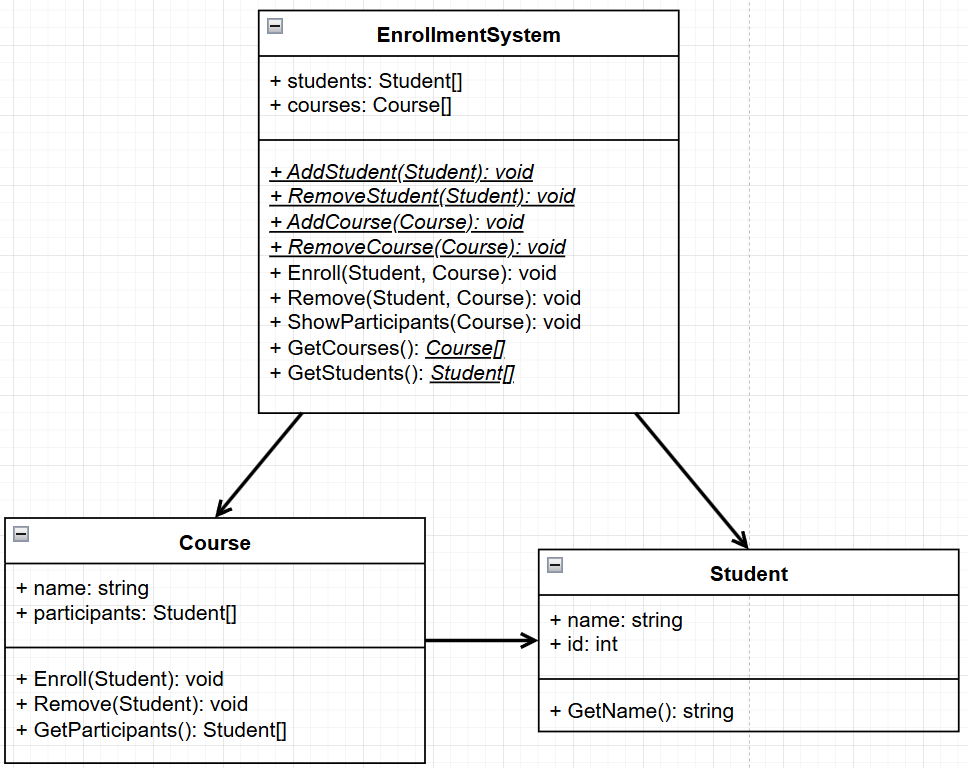 EnrollmentSystem
+ students: Student[]
+ courses: Course[]
+ AddStudent(Student): void
+ RemoveStudent(Student): void
+ AddCourse(Course): void
+ RemoveCourse(Course): void
+ Enroll(Student, Course): void
+ Remove(Student, Course): void
+ ShowParticipants(Course): void
+ GetCourses(): Course[]
+ GetStudents(): Student[]
Course
+ name: string
+ participants: Student[]
+ Enroll(Student): void
+ Remove(Student): void
+ GetParticipants(): Student[]
Student
+ name: string
+ id: int
+ GetName(): string